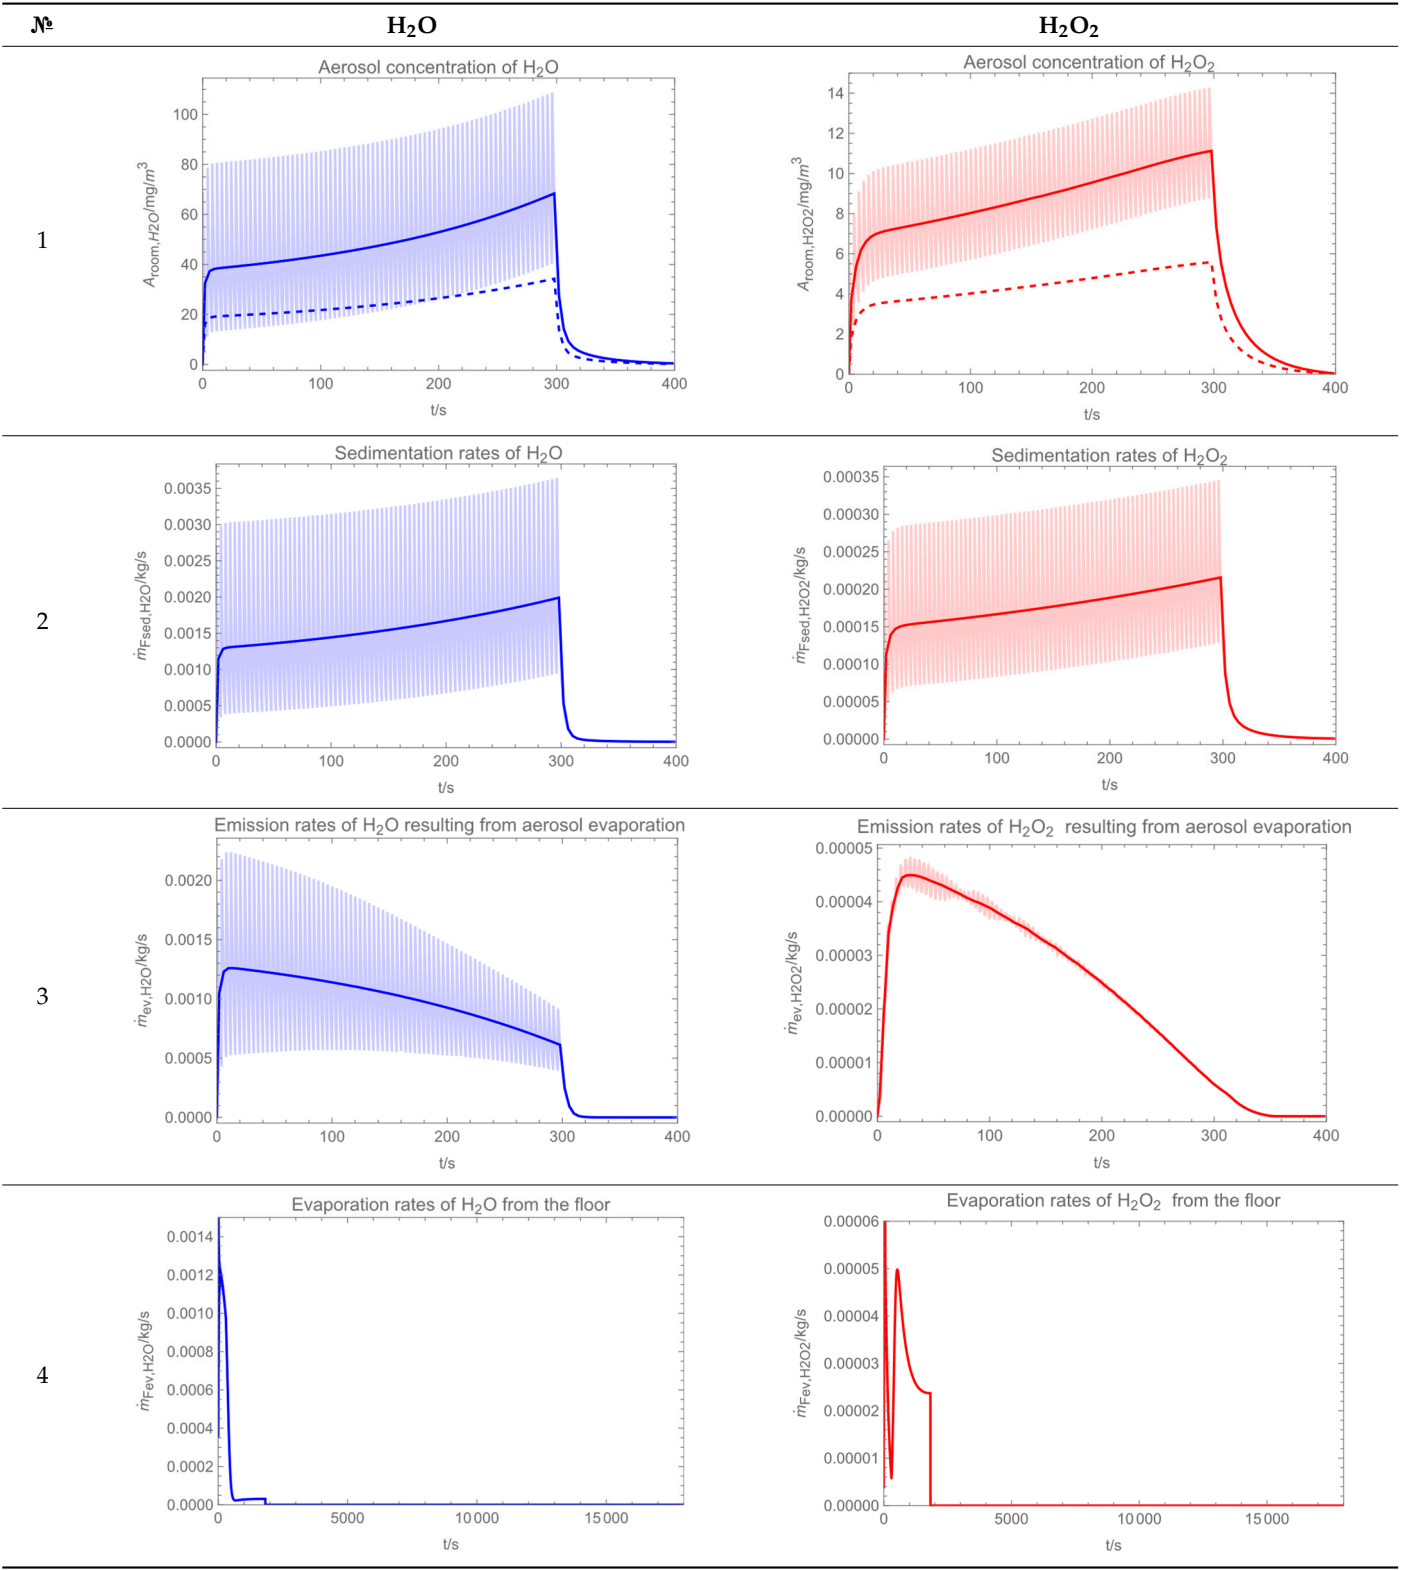 № H₂O H₂O₂
1
Aerosol concentration of H₂O
A_room,H2O/mg/m³
100
80
60
40
20
0
0 100 200 300 400
t/s
Aerosol concentration of H₂O₂
A_room,H2O2/mg/m³
14
12
10
8
6
4
2
0
0 100 200 300 400
t/s
2
Sedimentation rates of H₂O
ṁ_Fsed,H2O/kg/s
0.0035
0.0030
0.0025
0.0020
0.0015
0.0010
0.0005
0.0000
0 100 200 300 400
t/s
Sedimentation rates of H₂O₂
ṁ_Fsed,H2O2/kg/s
0.00035
0.00030
0.00025
0.00020
0.00015
0.00010
0.00005
0.00000
0 100 200 300 400
t/s
3
Emission rates of H₂O resulting from aerosol evaporation
ṁ_ev,H2O/kg/s
0.0020
0.0015
0.0010
0.0005
0.0000
0 100 200 300 400
t/s
Emission rates of H₂O₂ resulting from aerosol evaporation
ṁ_ev,H2O2/kg/s
0.00005
0.00004
0.00003
0.00002
0.00001
0.00000
0 100 200 300 400
t/s
4
Evaporation rates of H₂O from the floor
ṁ_Fev,H2O/kg/s
0.0014
0.0012
0.0010
0.0008
0.0006
0.0004
0.0002
0.0000
0 5000 10 000 15 000
t/s
Evaporation rates of H₂O₂ from the floor
ṁ_Fev,H2O2/kg/s
0.00006
0.00005
0.00004
0.00003
0.00002
0.00001
0.00000
0 5000 10 000 15 000
t/s